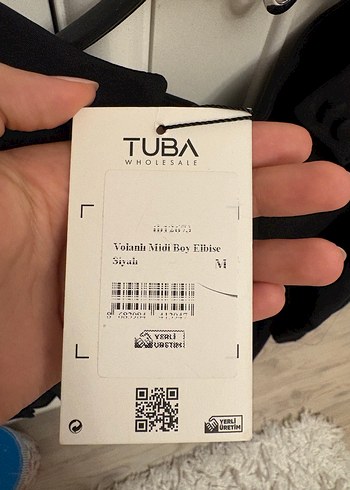 TUBA
WHOLESALE
Volanlı Midi Boy Elbise
Siyah
M
YERLİ
ÜRETİM
YERLİ
ÜRETİM